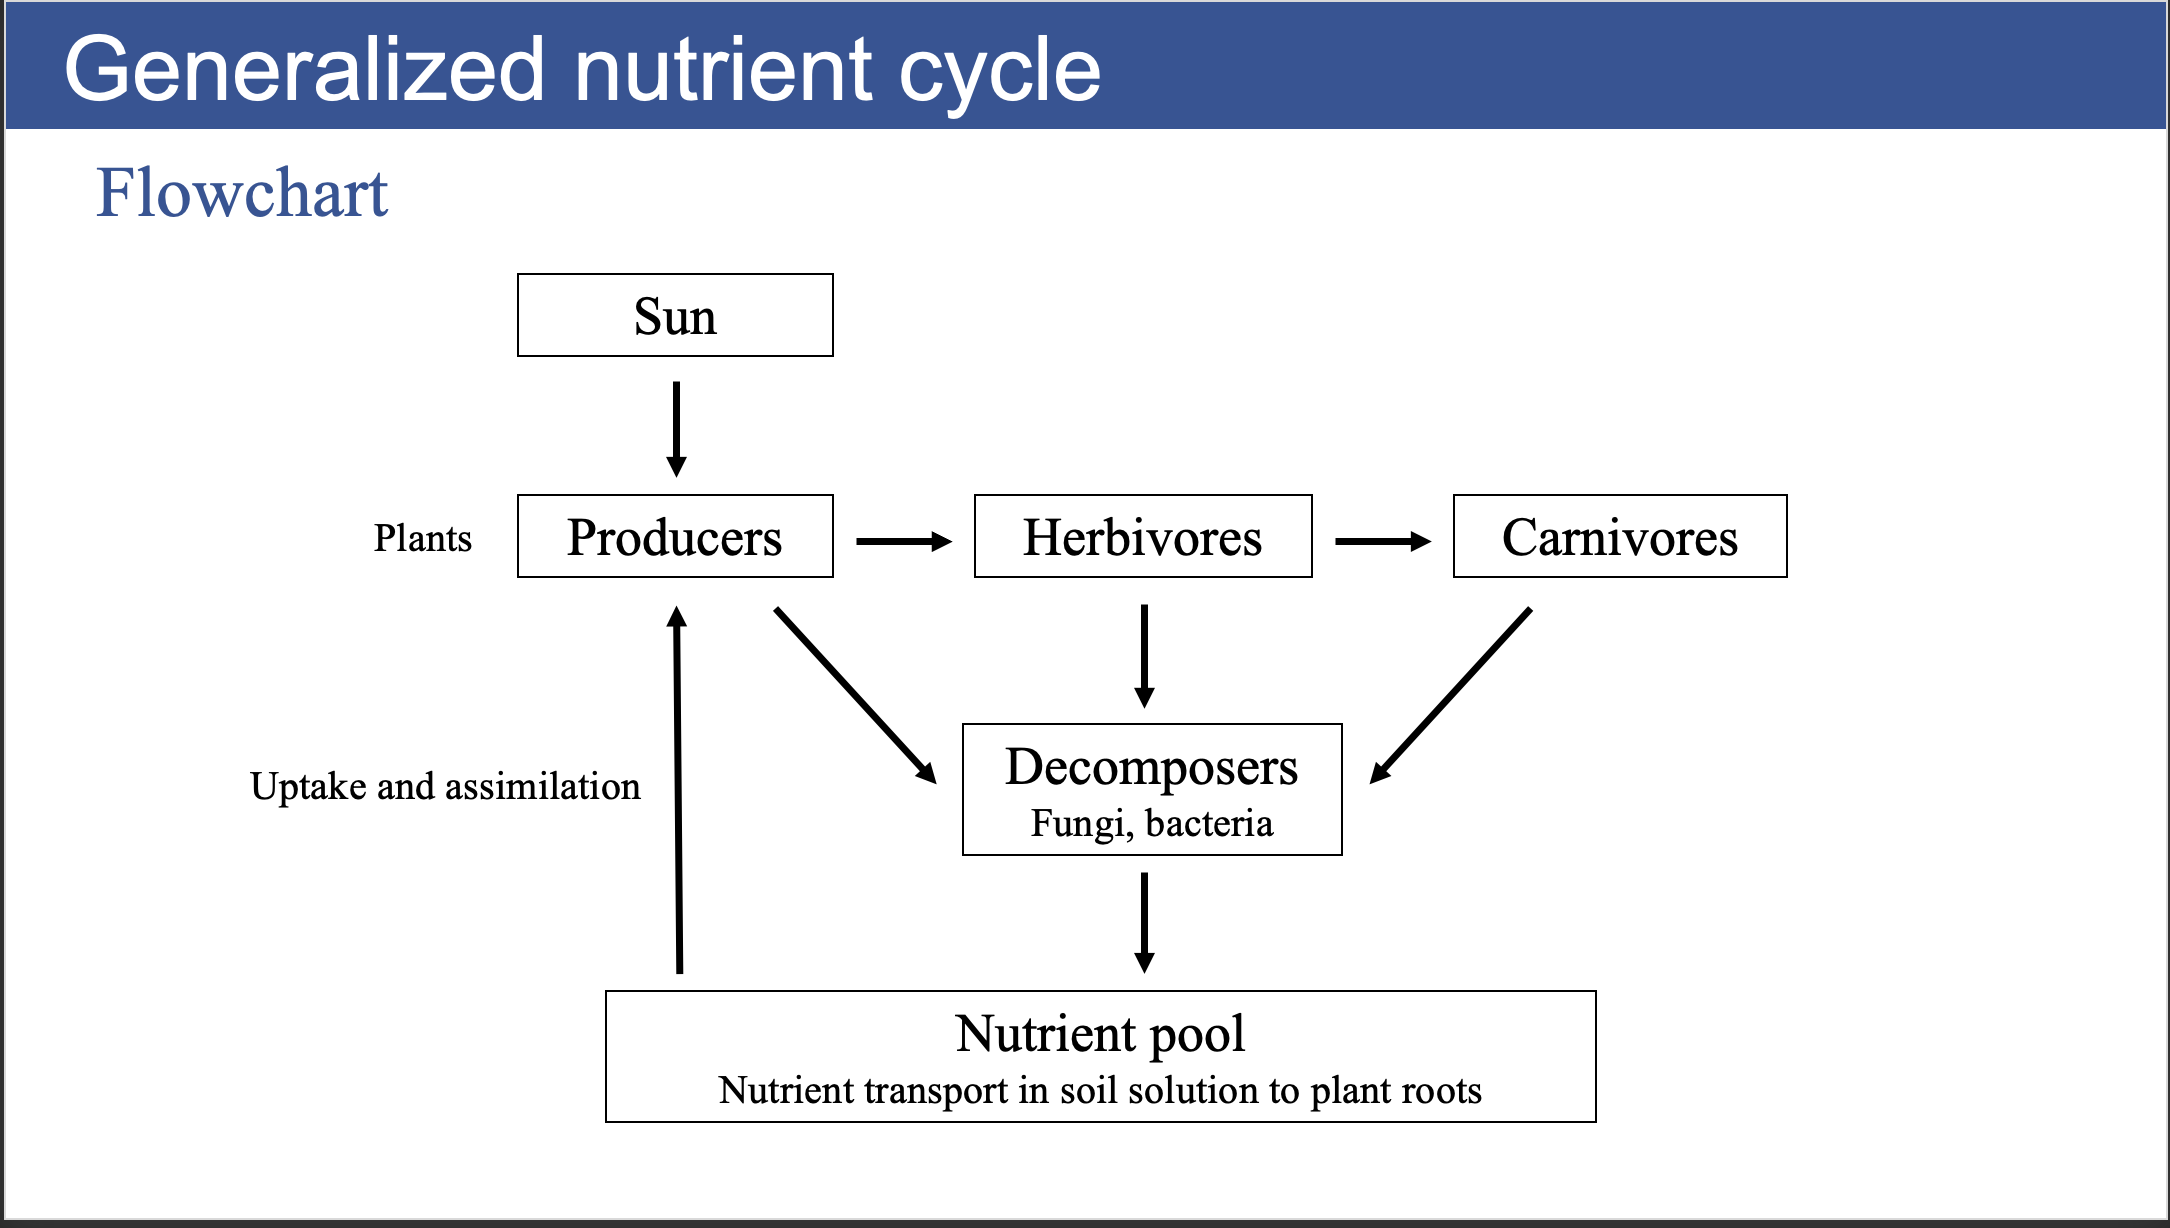 Generalized nutrient cycle
Flowchart
Sun
Plants
Producers
Herbivores
Carnivores
Uptake and assimilation
Decomposers
Fungi, bacteria
Nutrient pool
Nutrient transport in soil solution to plant roots